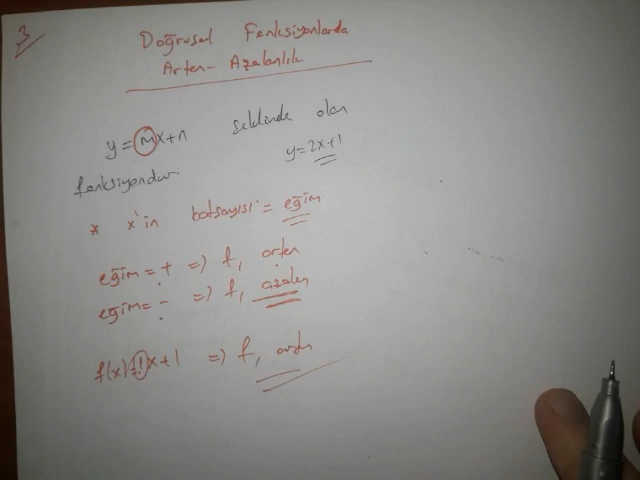 3
Doğrusal Fonksiyonlarda
Artan-Azalanlık
y=mx+n şeklinde olan
y=2x+1
fonksiyondur.
* x'in katsayısı = eğim
eğim = + => f, artan
eğim = - => f, azalan
f(x)=1x+1 => f, artan